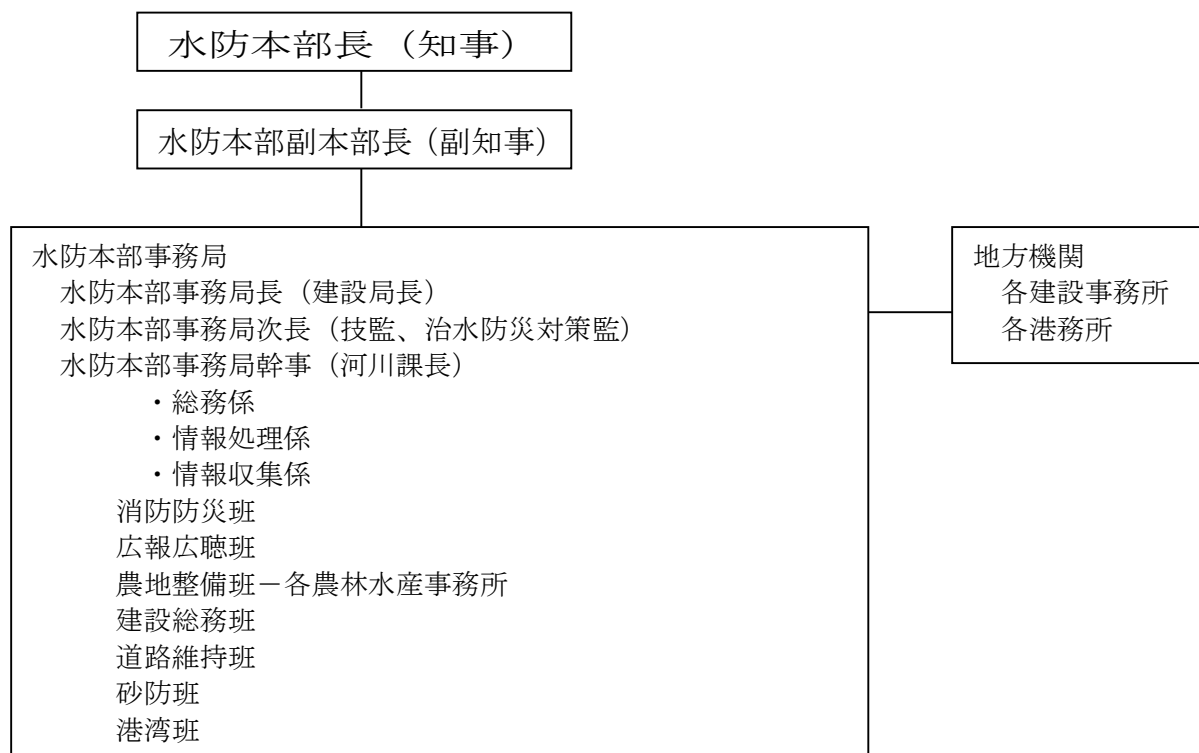 水防本部長（知事）
水防本部副本部長（副知事）
水防本部事務局
水防本部事務局長（建設局長）
水防本部事務局次長（技監、治水防災対策監）
水防本部事務局幹事（河川課長）
・総務係
・情報処理係
・情報収集係
消防防災班
広報広聴班
農地整備班－各農林水産事務所
建設総務班
道路維持班
砂防班
港湾班
地方機関
各建設事務所
各港務所